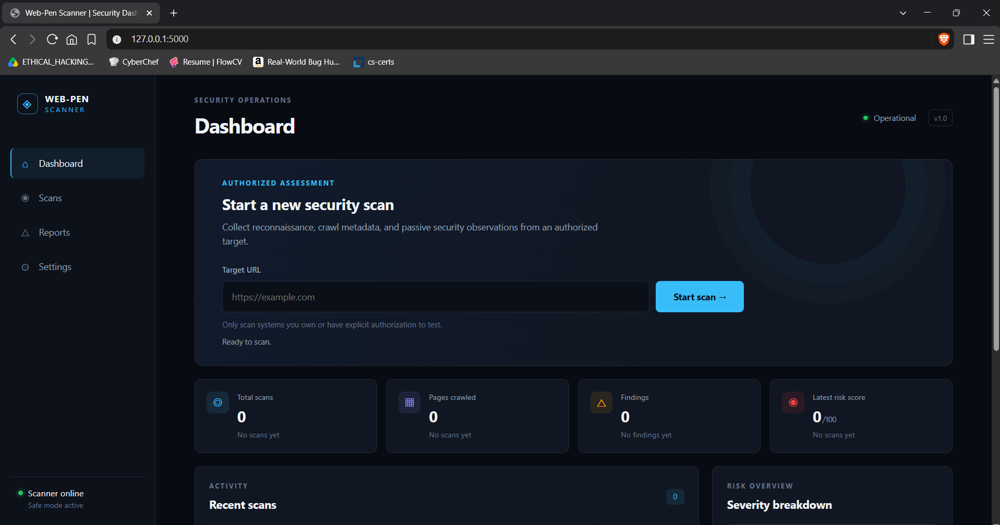 Web-Pen Scanner | Security Dash
127.0.0.1:5000
ETHICAL_HACKING...
CyberChef
Resume | FlowCV
Real-World Bug Hu...
cs-certs
WEB-PEN
SCANNER
Dashboard
Scans
Reports
Settings
Scanner online
Safe mode active
SECURITY OPERATIONS
Dashboard
Operational
v1.0
AUTHORIZED ASSESSMENT
Start a new security scan
Collect reconnaissance, crawl metadata, and passive security observations from an authorized
target.
Target URL
https://example.com
Start scan →
Only scan systems you own or have explicit authorization to test.
Ready to scan.
Total scans
0
No scans yet
Pages crawled
0
No scans yet
Findings
0
No findings yet
Latest risk score
0/100
No scans yet
ACTIVITY
Recent scans
0
RISK OVERVIEW
Severity breakdown